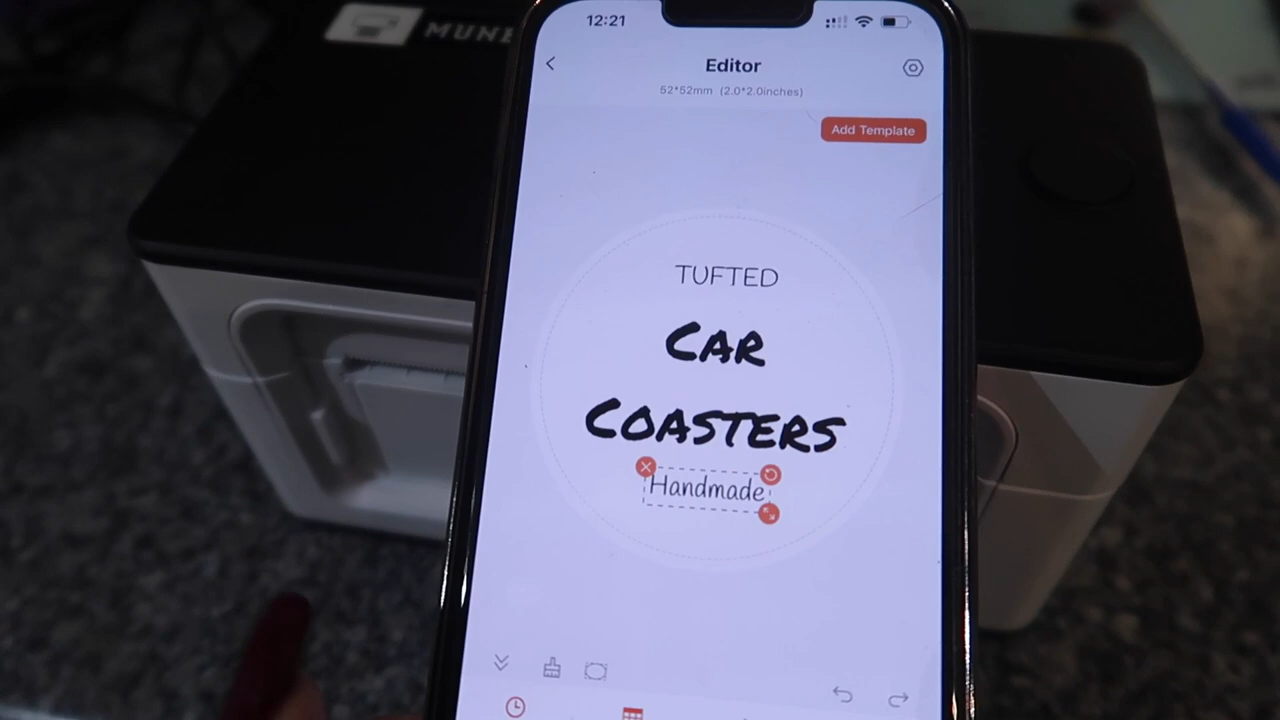 12:21
Editor
52*52mm (2.0*2.0inches)
Add Template
TUFTED
CAR
COASTERS
Handmade